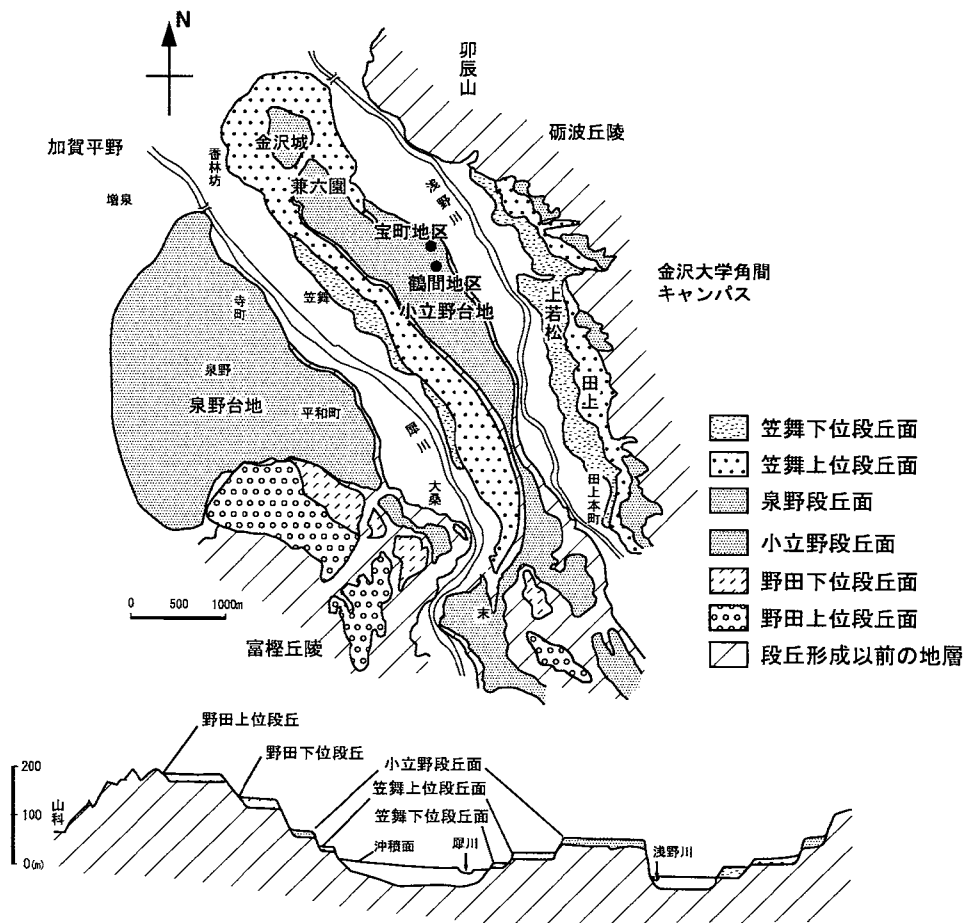 N
卯辰山
砺波丘陵
加賀平野
香林坊
金沢城
増泉
兼六園
浅野川
宝町地区
金沢大学角間
キャンパス
鶴間地区
笠舞
小立野台地
上若松
寺町
泉野
泉野台地
平和町
犀川
田上
大桑
田上本町
末
富樫丘陵
0 500 1000m
笠舞下位段丘面
笠舞上位段丘面
泉野段丘面
小立野段丘面
野田下位段丘面
野田上位段丘面
段丘形成以前の地層
野田上位段丘
野田下位段丘
小立野段丘面
笠舞上位段丘面
笠舞下位段丘面
200
100
0(m)
山科
沖積面
犀川
浅野川